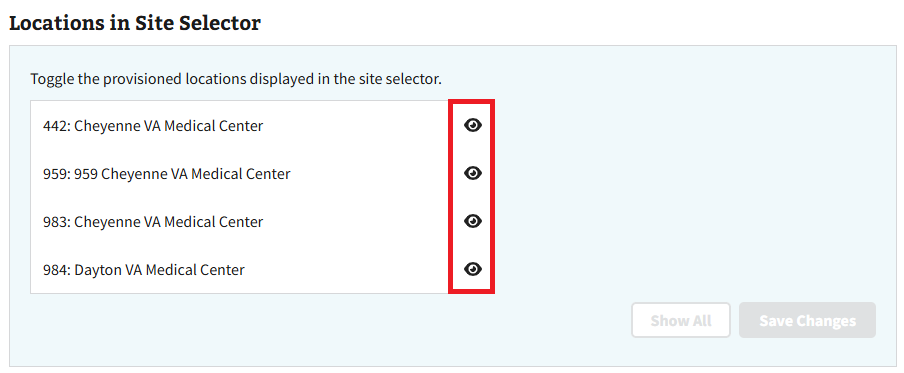 Locations in Site Selector
Toggle the provisioned locations displayed in the site selector.
442: Cheyenne VA Medical Center
959: 959 Cheyenne VA Medical Center
983: Cheyenne VA Medical Center
984: Dayton VA Medical Center
Show All
Save Changes